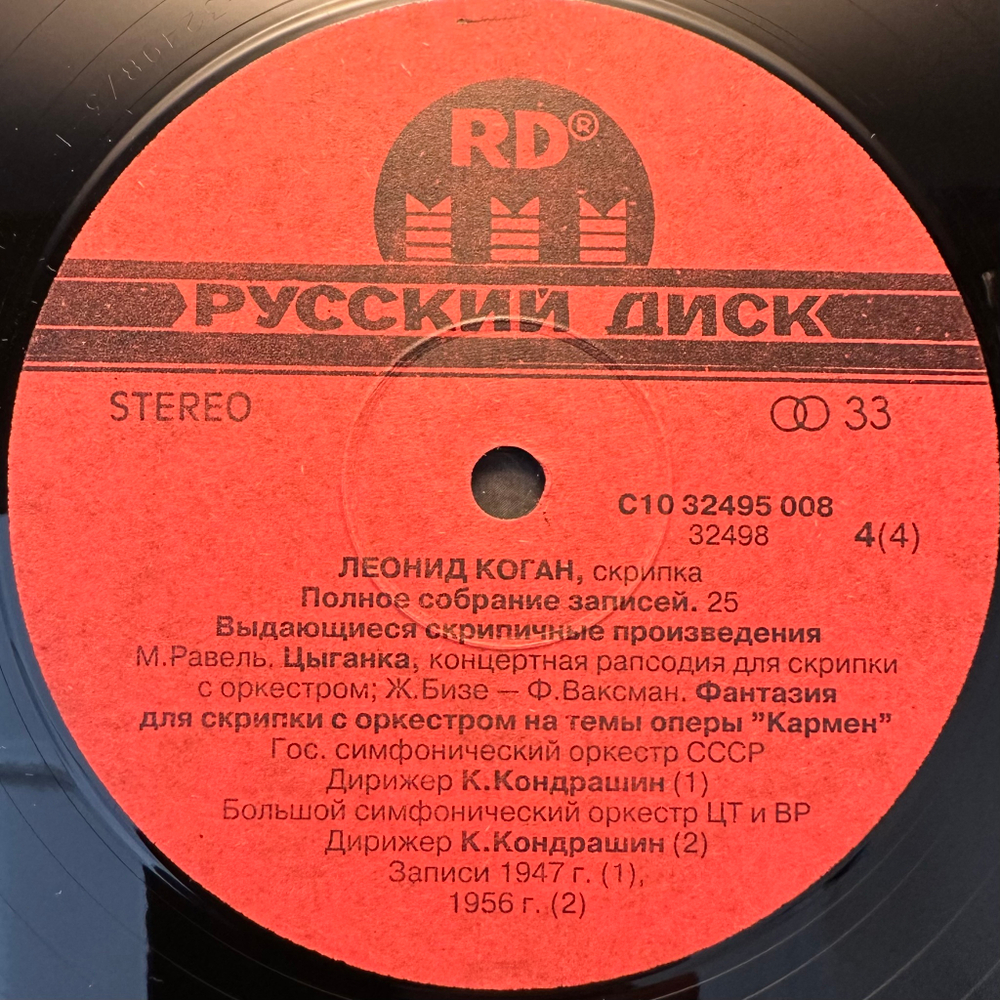 RD®
РУССКИЙ ДИСК
STEREO
33
С10 32495 008
32498 4(4)
ЛЕОНИД КОГАН, скрипка
Полное собрание записей. 25
Выдающиеся скрипичные произведения
М.Равель. Цыганка, концертная рапсодия для скрипки
с оркестром; Ж.Бизе – Ф.Ваксман. Фантазия
для скрипки с оркестром на темы оперы "Кармен"
Гос. симфонический оркестр СССР
Дирижер К.Кондрашин (1)
Большой симфонический оркестр ЦТ и ВР
Дирижер К.Кондрашин (2)
Записи 1947 г. (1),
1956 г. (2)